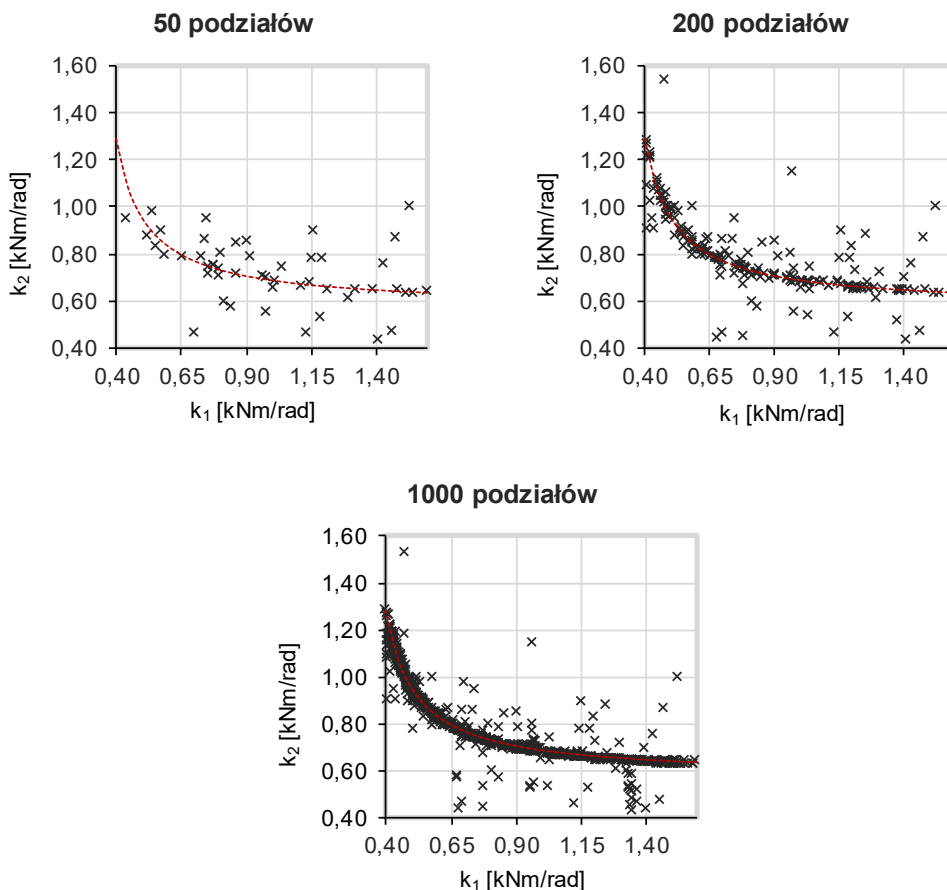 50 podziałów
1,60
1,40
1,20
1,00
0,80
0,60
0,40
k2 [kNm/rad]
0,40 0,65 0,90 1,15 1,40
k1 [kNm/rad]
200 podziałów
1,60
1,40
1,20
1,00
0,80
0,60
0,40
k2 [kNm/rad]
0,40 0,65 0,90 1,15 1,40
k1 [kNm/rad]
1000 podziałów
1,60
1,40
1,20
1,00
0,80
0,60
0,40
k2 [kNm/rad]
0,40 0,65 0,90 1,15 1,40
k1 [kNm/rad]